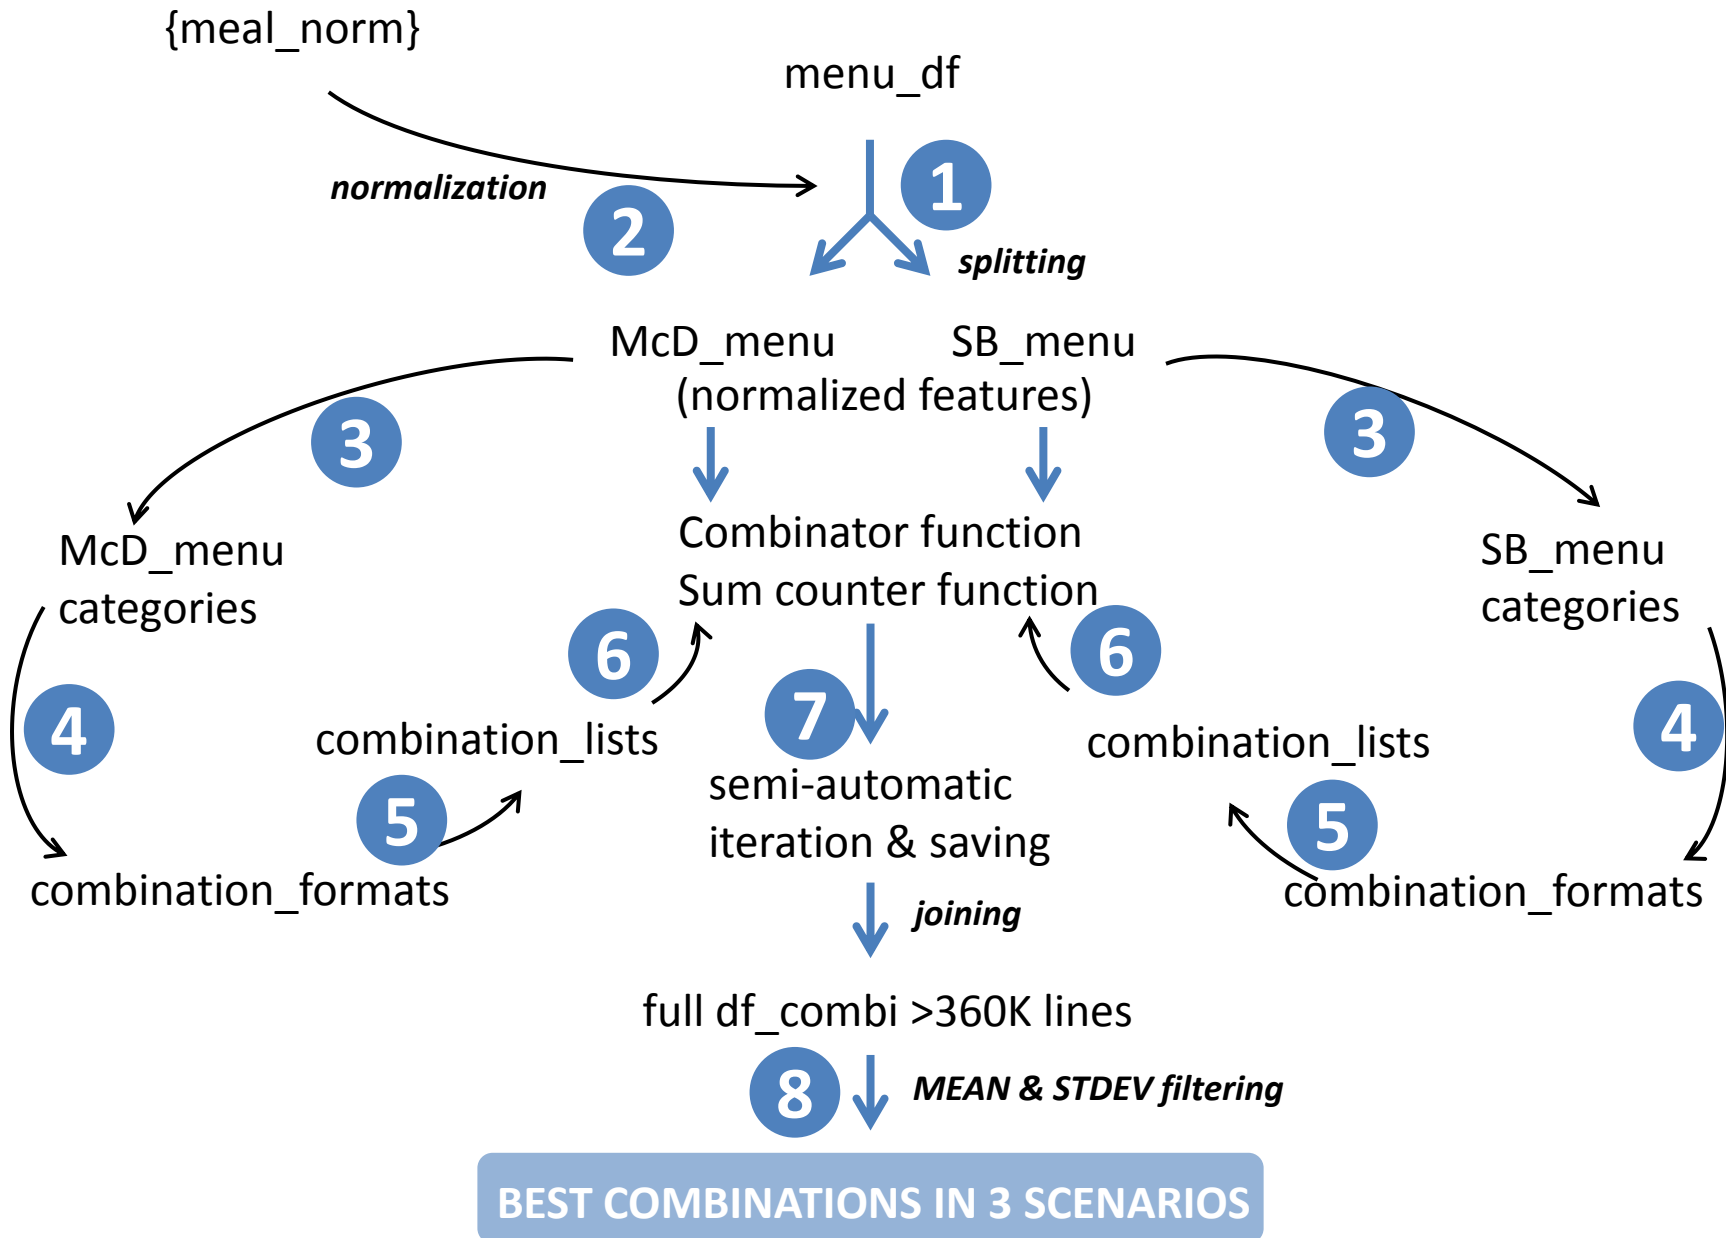 {meal_norm}
menu_df
1
normalization
2
splitting
McD_menu
SB_menu
(normalized features)
3
3
McD_menu
categories
Combinator function
Sum counter function
SB_menu
categories
6
6
4
7
4
combination_lists
combination_lists
semi-automatic
iteration & saving
5
5
combination_formats
combination_formats
joining
full df_combi >360K lines
8
MEAN & STDEV filtering
BEST COMBINATIONS IN 3 SCENARIOS